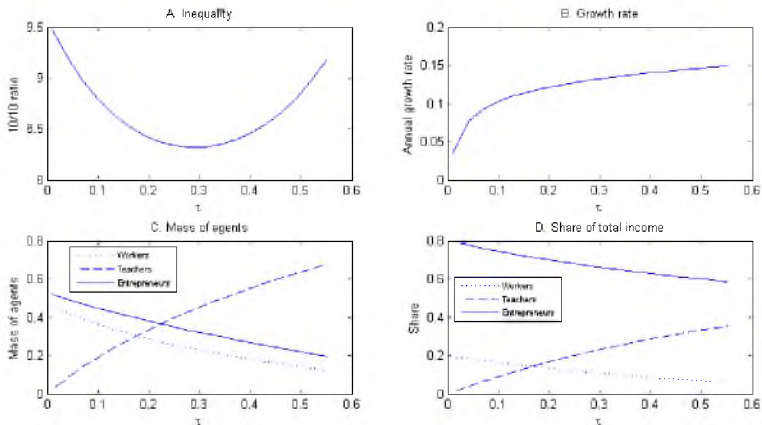 A. Inequality
10/10 ratio
9.5
9
8.5
8
0
0.1
0.2
0.3
0.4
0.5
0.6
τ
B. Growth rate
Annual growth rate
0.2
0.15
0.1
0.05
0
0
0.1
0.2
0.3
0.4
0.5
0.6
τ
C. Mass of agents
Mass of agents
0.8
0.6
0.4
0.2
0
Workers
Teachers
Entrepreneurs
0
0.1
0.2
0.3
0.4
0.5
0.6
τ
D. Share of total income
Share
0.8
0.6
0.4
0.2
0
Workers
Teachers
Entrepreneurs
0
0.1
0.2
0.3
0.4
0.5
0.6
τ